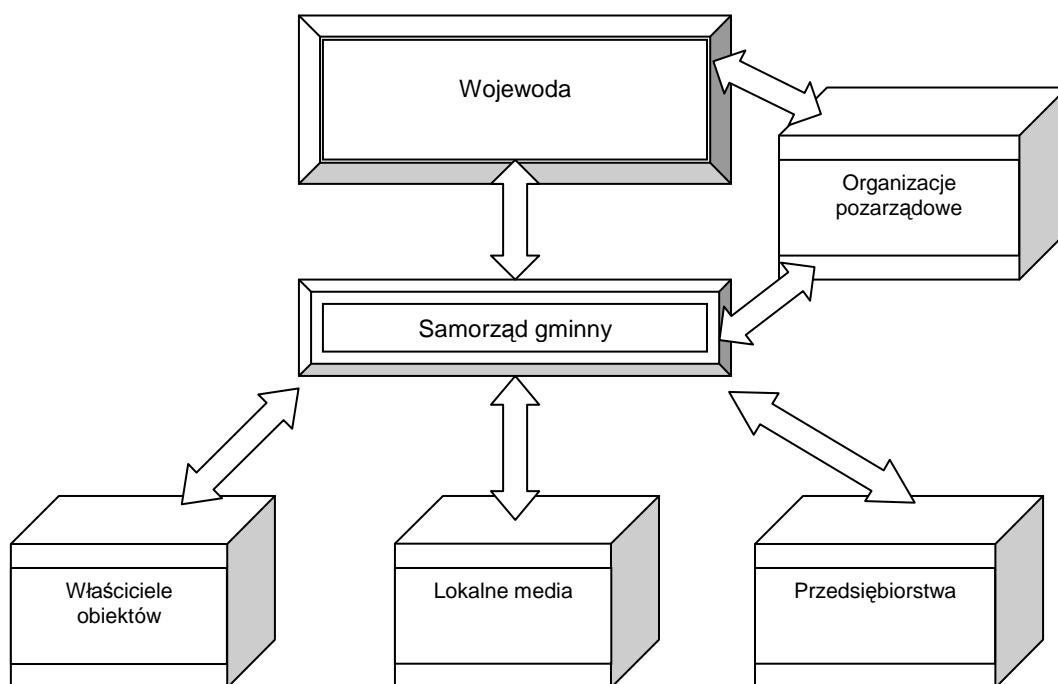 Wojewoda
Organizacje
pozarządowe
Samorząd gminny
Właściciele
obiektów
Lokalne media
Przedsiębiorstwa